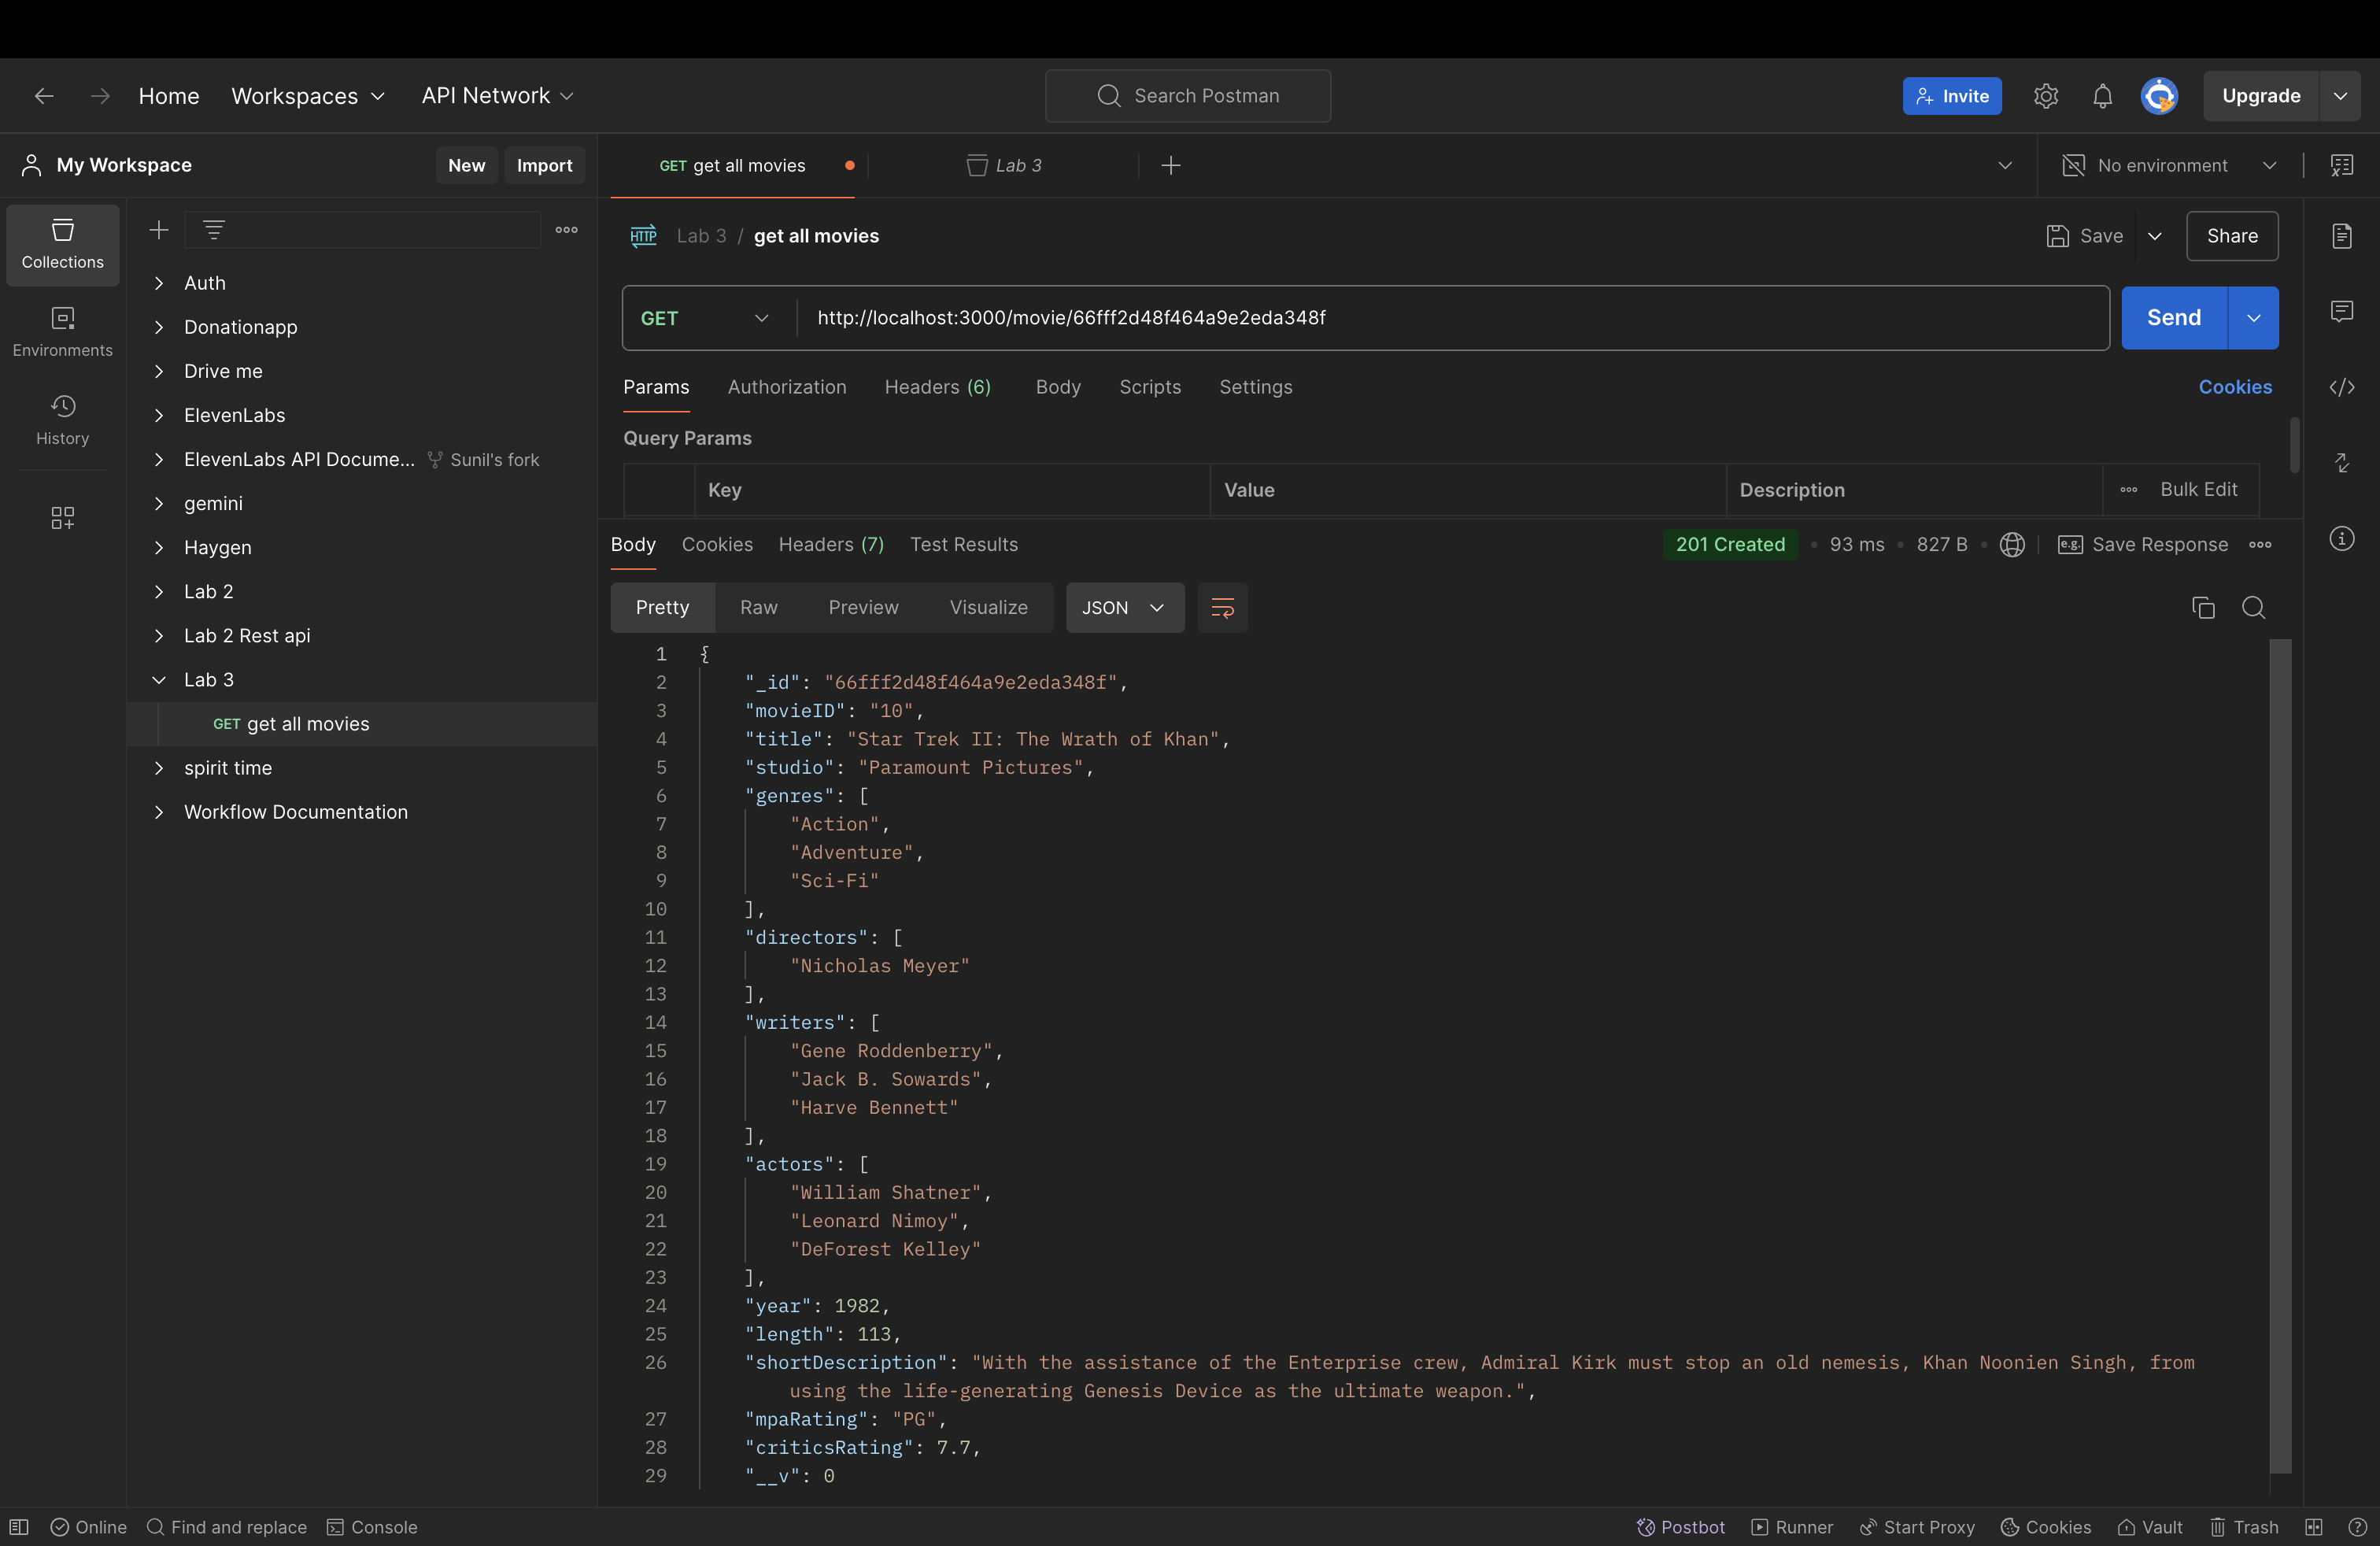 Home Workspaces API Network Search Postman Invite Upgrade
My Workspace New Import
GET get all movies Lab 3 No environment
Collections
Environments
History
Auth
Donationapp
Drive me
ElevenLabs
ElevenLabs API Docume... Sunil's fork
gemini
Haygen
Lab 2
Lab 2 Rest api
Lab 3
GET get all movies
spirit time
Workflow Documentation
HTTP Lab 3 / get all movies Save Share
GET http://localhost:3000/movie/66fff2d48f464a9e2eda348f Send
Params Authorization Headers (6) Body Scripts Settings Cookies
Query Params
Key Value Description Bulk Edit
Body Cookies Headers (7) Test Results 201 Created • 93 ms • 827 B • e.g. Save Response
Pretty Raw Preview Visualize JSON
1 {
2 "_id": "66fff2d48f464a9e2eda348f",
3 "movieID": "10",
4 "title": "Star Trek II: The Wrath of Khan",
5 "studio": "Paramount Pictures",
6 "genres": [
7 "Action",
8 "Adventure",
9 "Sci-Fi"
10 ],
11 "directors": [
12 "Nicholas Meyer"
13 ],
14 "writers": [
15 "Gene Roddenberry",
16 "Jack B. Sowards",
17 "Harve Bennett"
18 ],
19 "actors": [
20 "William Shatner",
21 "Leonard Nimoy",
22 "DeForest Kelley"
23 ],
24 "year": 1982,
25 "length": 113,
26 "shortDescription": "With the assistance of the Enterprise crew, Admiral Kirk must stop an old nemesis, Khan Noonien Singh, from
using the life-generating Genesis Device as the ultimate weapon.",
27 "mpaRating": "PG",
28 "criticsRating": 7.7,
29 "__v": 0
Online Find and replace Console Postbot Runner Start Proxy Cookies Vault Trash